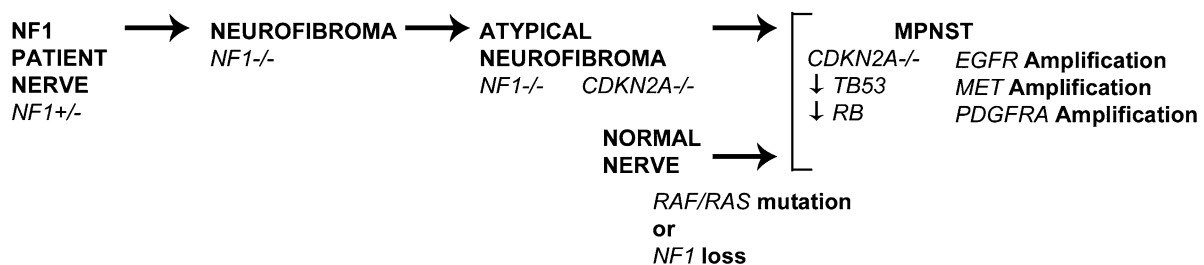 NF1
PATIENT
NERVE
NF1+/-
NEUROFIBROMA
NF1-/-
ATYPICAL
NEUROFIBROMA
NF1-/- CDKN2A-/-
MPNST
CDKN2A-/- EGFR Amplification
↓ TB53 MET Amplification
↓ RB PDGFRA Amplification
NORMAL
NERVE
RAF/RAS mutation
or
NF1 loss